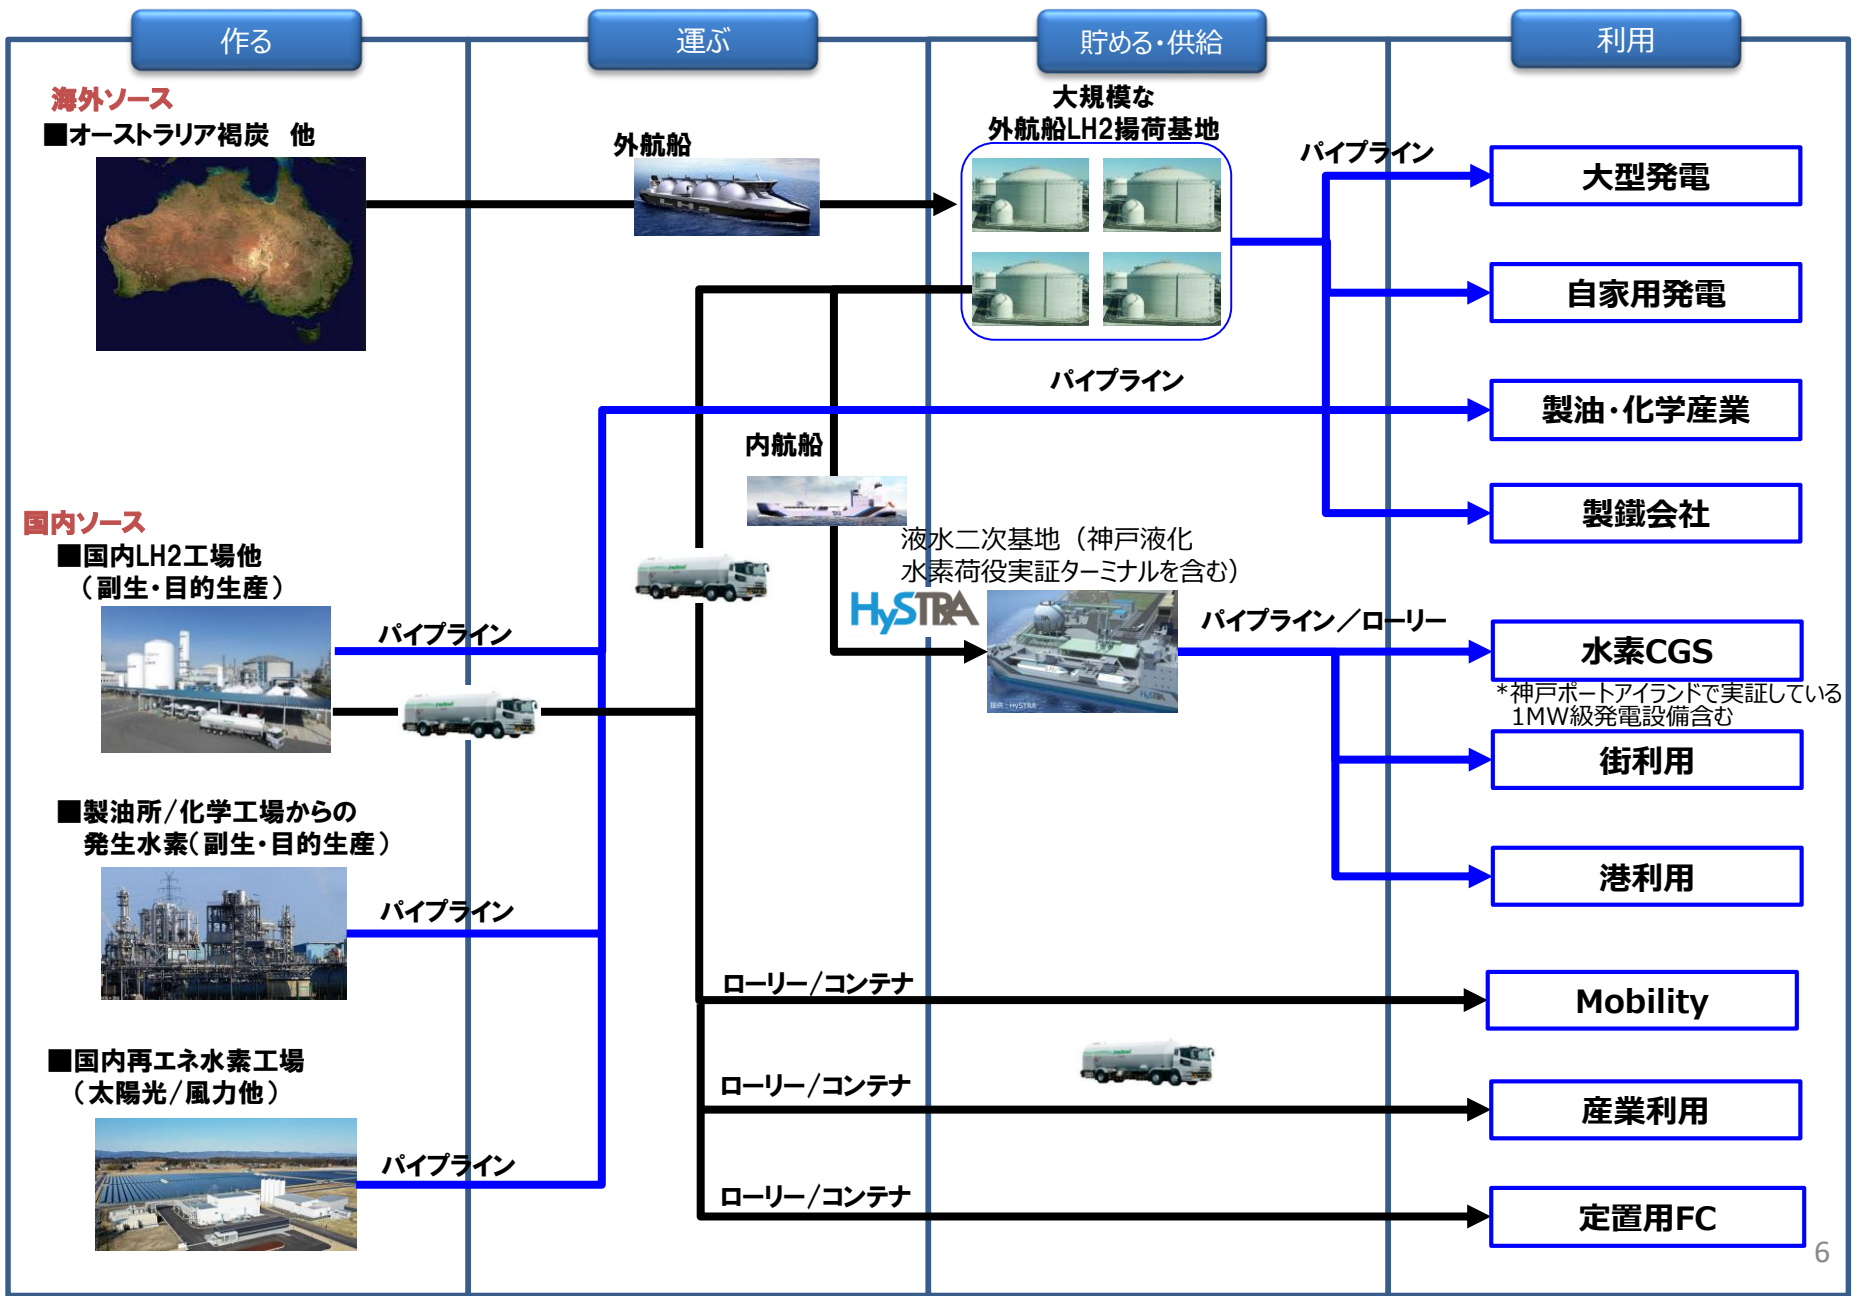 作る
運ぶ
貯める・供給
利用
海外ソース
■オーストラリア褐炭 他
外航船
LH2
大規模な
外航船LH2揚荷基地
パイプライン
大型発電
自家用発電
パイプライン
製油・化学産業
内航船
製鐵会社
国内ソース
■国内LH2工場他
（副生・目的生産）
パイプライン
液水二次基地（神戸液化
水素荷役実証ターミナルを含む）
HySTRA
HySTRA
提供：HySTRA
パイプライン／ローリー
水素CGS
*神戸ポートアイランドで実証している
1MW級発電設備含む
街利用
■製油所/化学工場からの
発生水素（副生・目的生産）
パイプライン
港利用
ローリー/コンテナ
Mobility
■国内再エネ水素工場
（太陽光/風力他）
パイプライン
ローリー/コンテナ
産業利用
ローリー/コンテナ
定置用FC
6